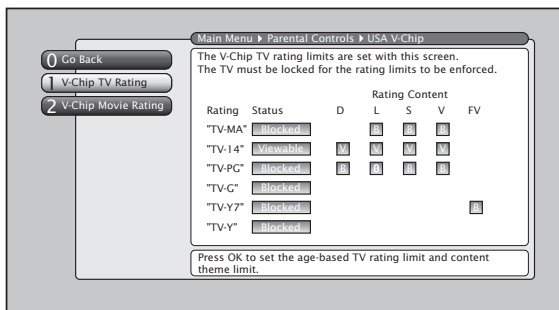 Main Menu ▸ Parental Controls ▸ USA V-Chip
0 Go Back
1 V-Chip TV Rating
2 V-Chip Movie Rating
The V-Chip TV rating limits are set with this screen.
The TV must be locked for the rating limits to be enforced.
Rating Content
Rating Status D L S V FV
"TV-MA" Blocked B B B
"TV-14" Viewable V V V V
"TV-PG" Blocked B B B B
"TV-G" Blocked
"TV-Y7" Blocked B
"TV-Y" Blocked
Press OK to set the age-based TV rating limit and content
theme limit.